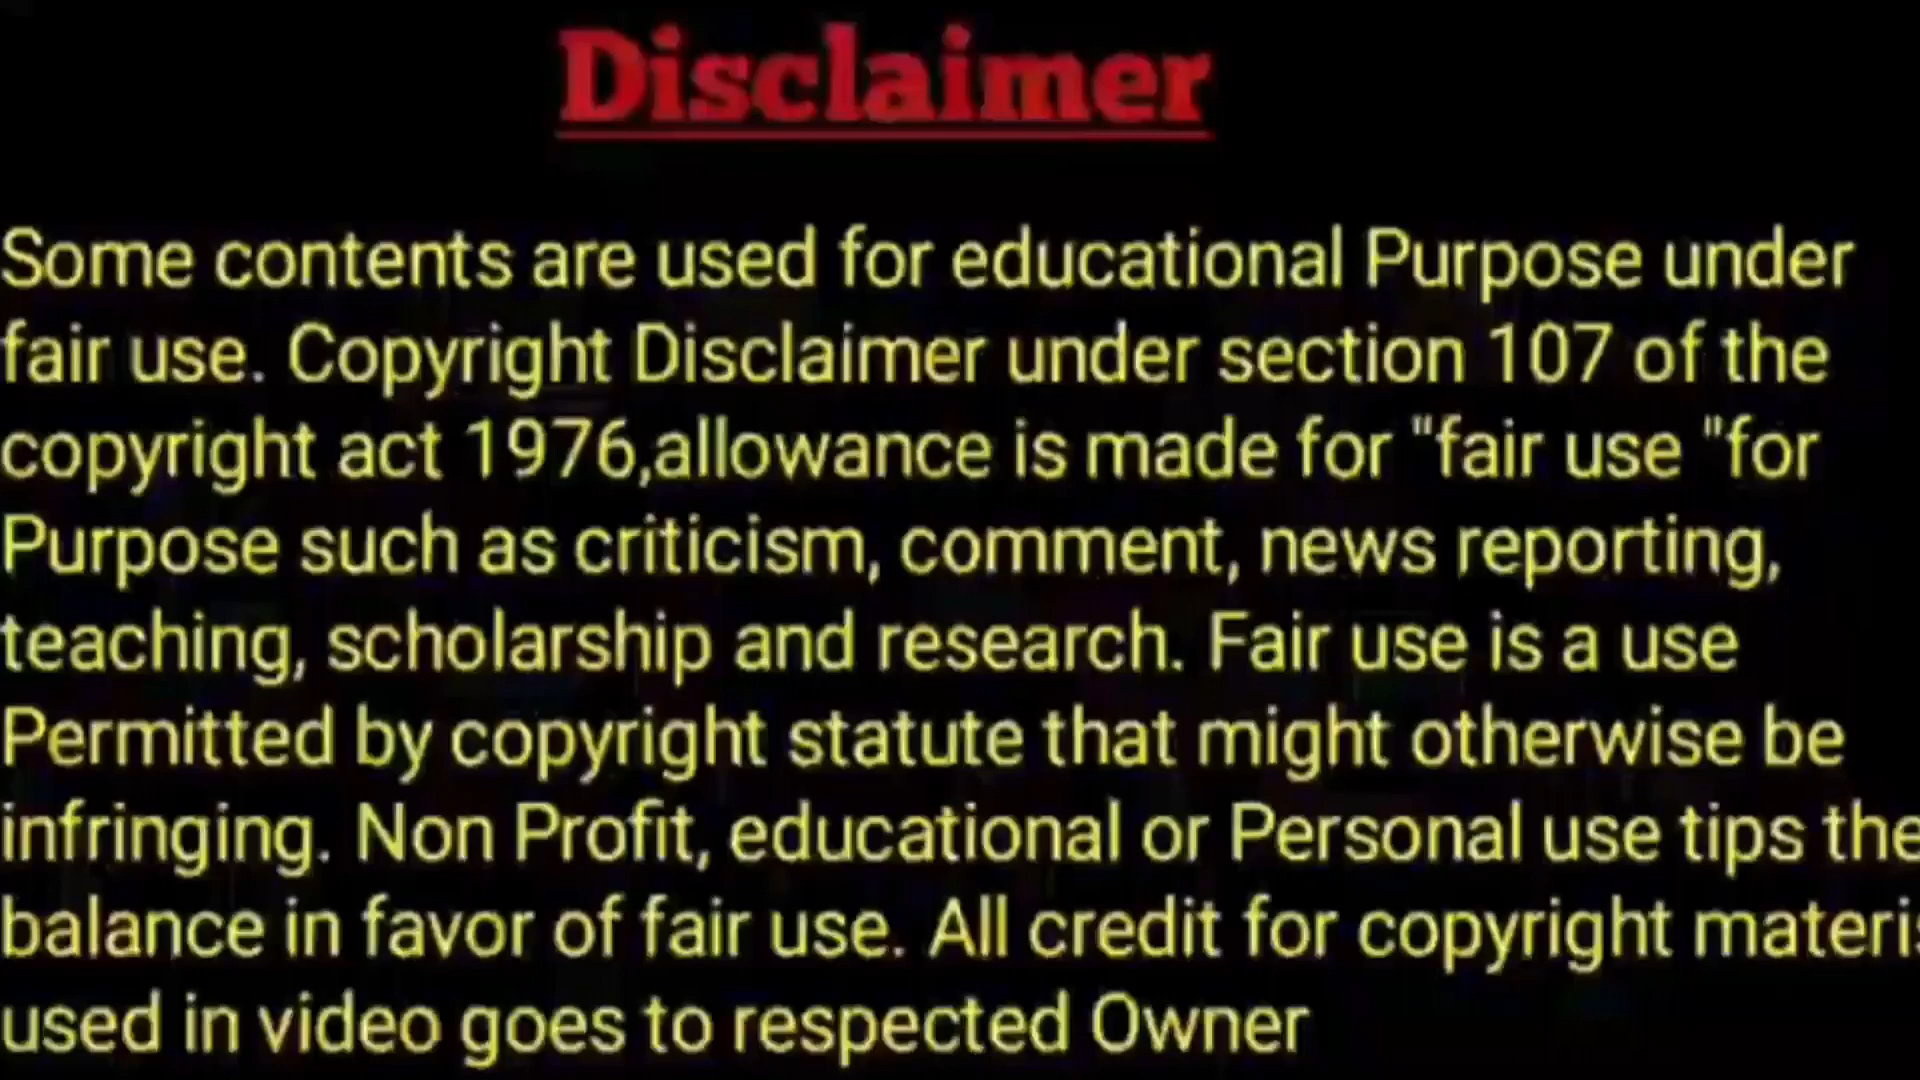 Disclaimer
Some contents are used for educational Purpose under
fair use. Copyright Disclaimer under section 107 of the
copyright act 1976,allowance is made for "fair use "for
Purpose such as criticism, comment, news reporting,
teaching, scholarship and research. Fair use is a use
Permitted by copyright statute that might otherwise be
infringing. Non Profit, educational or Personal use tips the
balance in favor of fair use. All credit for copyright
used in video goes to respected Owner